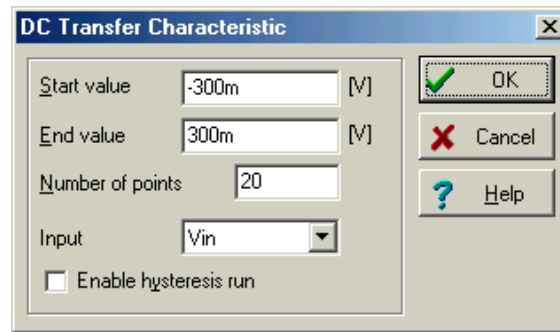 DC Transfer Characteristic
Start value -300m [V]
End value 300m [V]
Number of points 20
Input Vin
Enable hysteresis run
OK
Cancel
Help